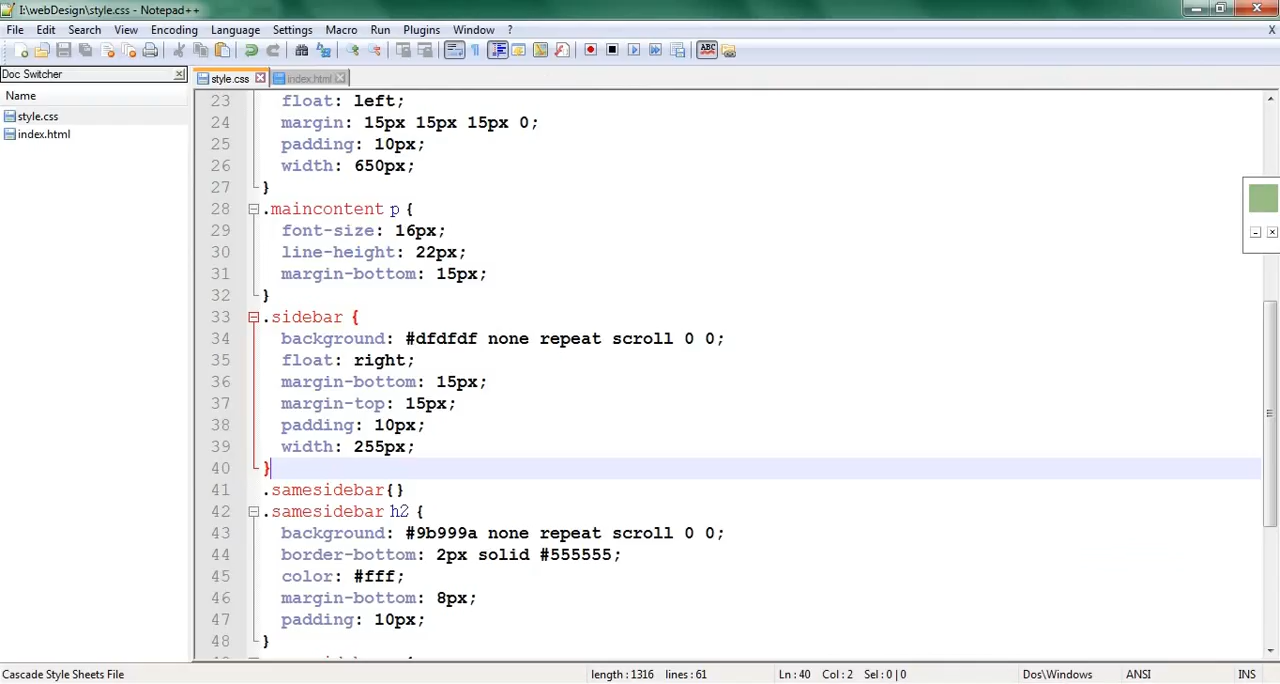 I:\webDesign\style.css - Notepad++
File Edit Search View Encoding Language Settings Macro Run Plugins Window ? X
Doc Switcher
style.css index.html
Name
style.css
index.html
23 float: left;
24 margin: 15px 15px 15px 0;
25 padding: 10px;
26 width: 650px;
27 }
28 .maincontent p {
29 font-size: 16px;
30 line-height: 22px;
31 margin-bottom: 15px;
32 }
33 .sidebar {
34 background: #dfdfdf none repeat scroll 0 0;
35 float: right;
36 margin-bottom: 15px;
37 margin-top: 15px;
38 padding: 10px;
39 width: 255px;
40 }
41 .samesidebar{}
42 .samesidebar h2 {
43 background: #9b999a none repeat scroll 0 0;
44 border-bottom: 2px solid #555555;
45 color: #fff;
46 margin-bottom: 8px;
47 padding: 10px;
48 }
Cascade Style Sheets File length : 1316 lines : 61 Ln : 40 Col : 2 Sel : 0 | 0 Dos\Windows ANSI INS